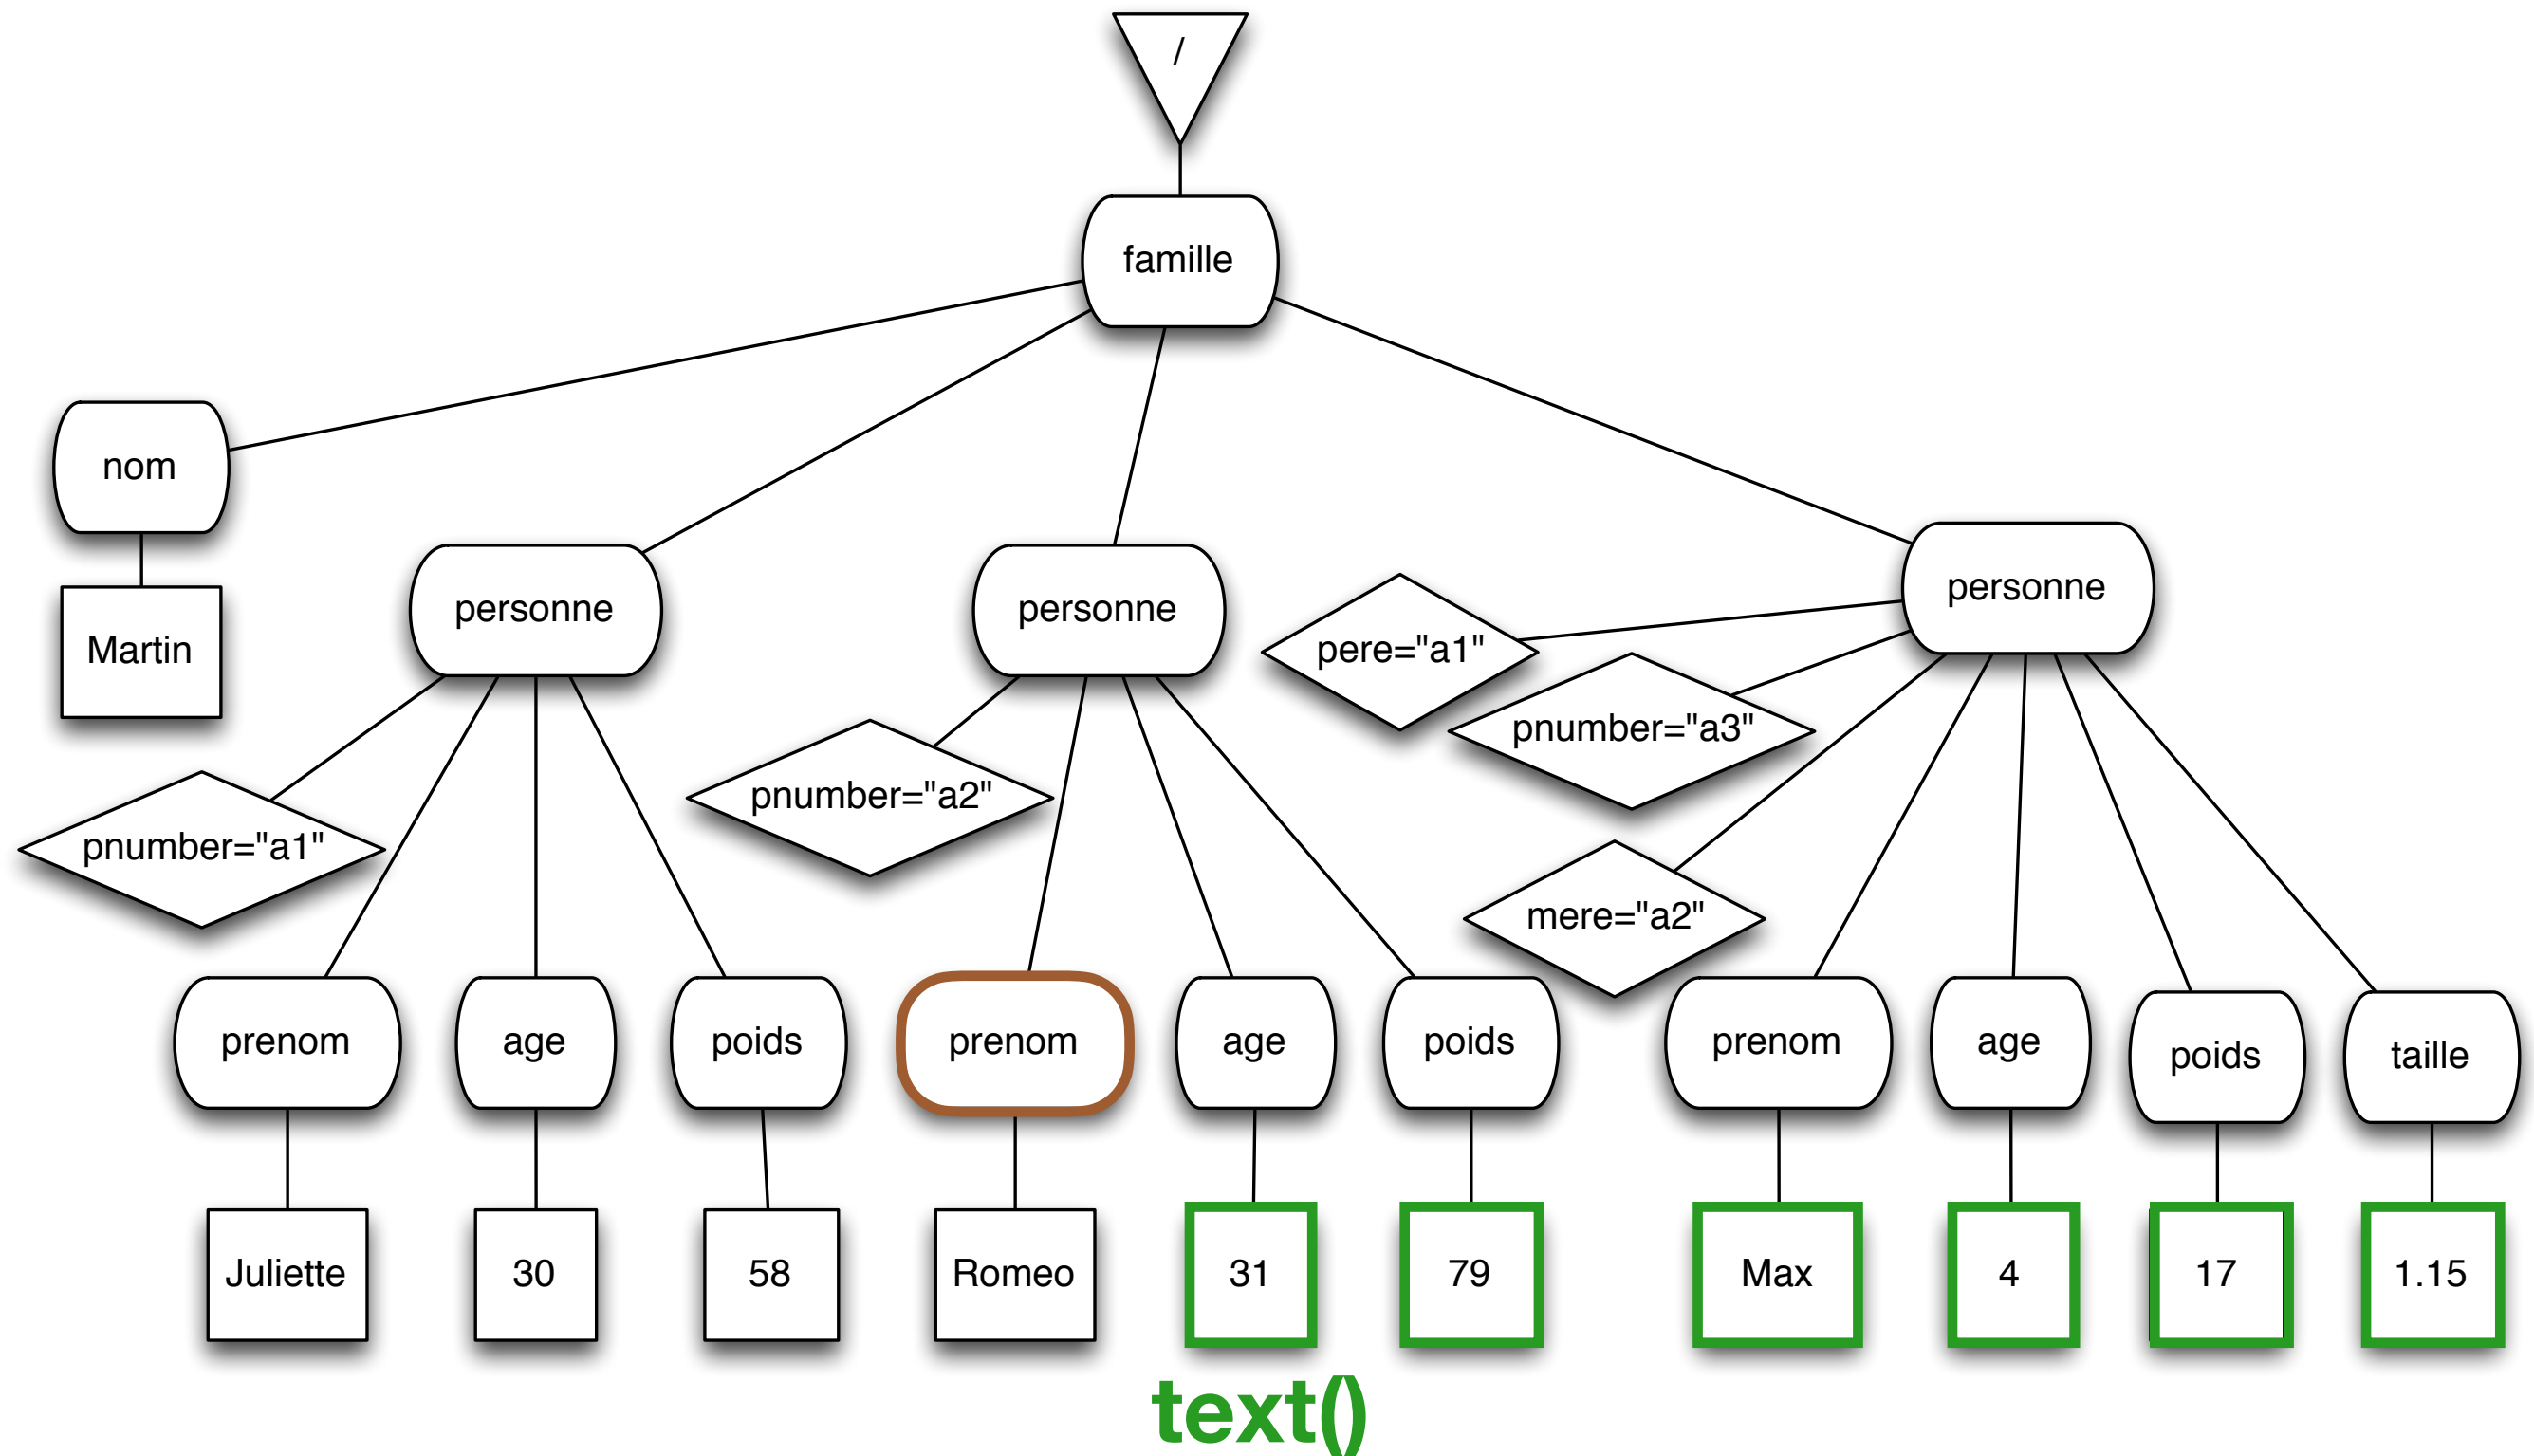 /
famille
nom
Martin
personne
personne
personne
pere="a1"
pnumber="a3"
pnumber="a2"
pnumber="a1"
mere="a2"
prenom
age
poids
prenom
age
poids
prenom
age
poids
taille
Juliette
30
58
Romeo
31
79
Max
4
17
1.15
text()